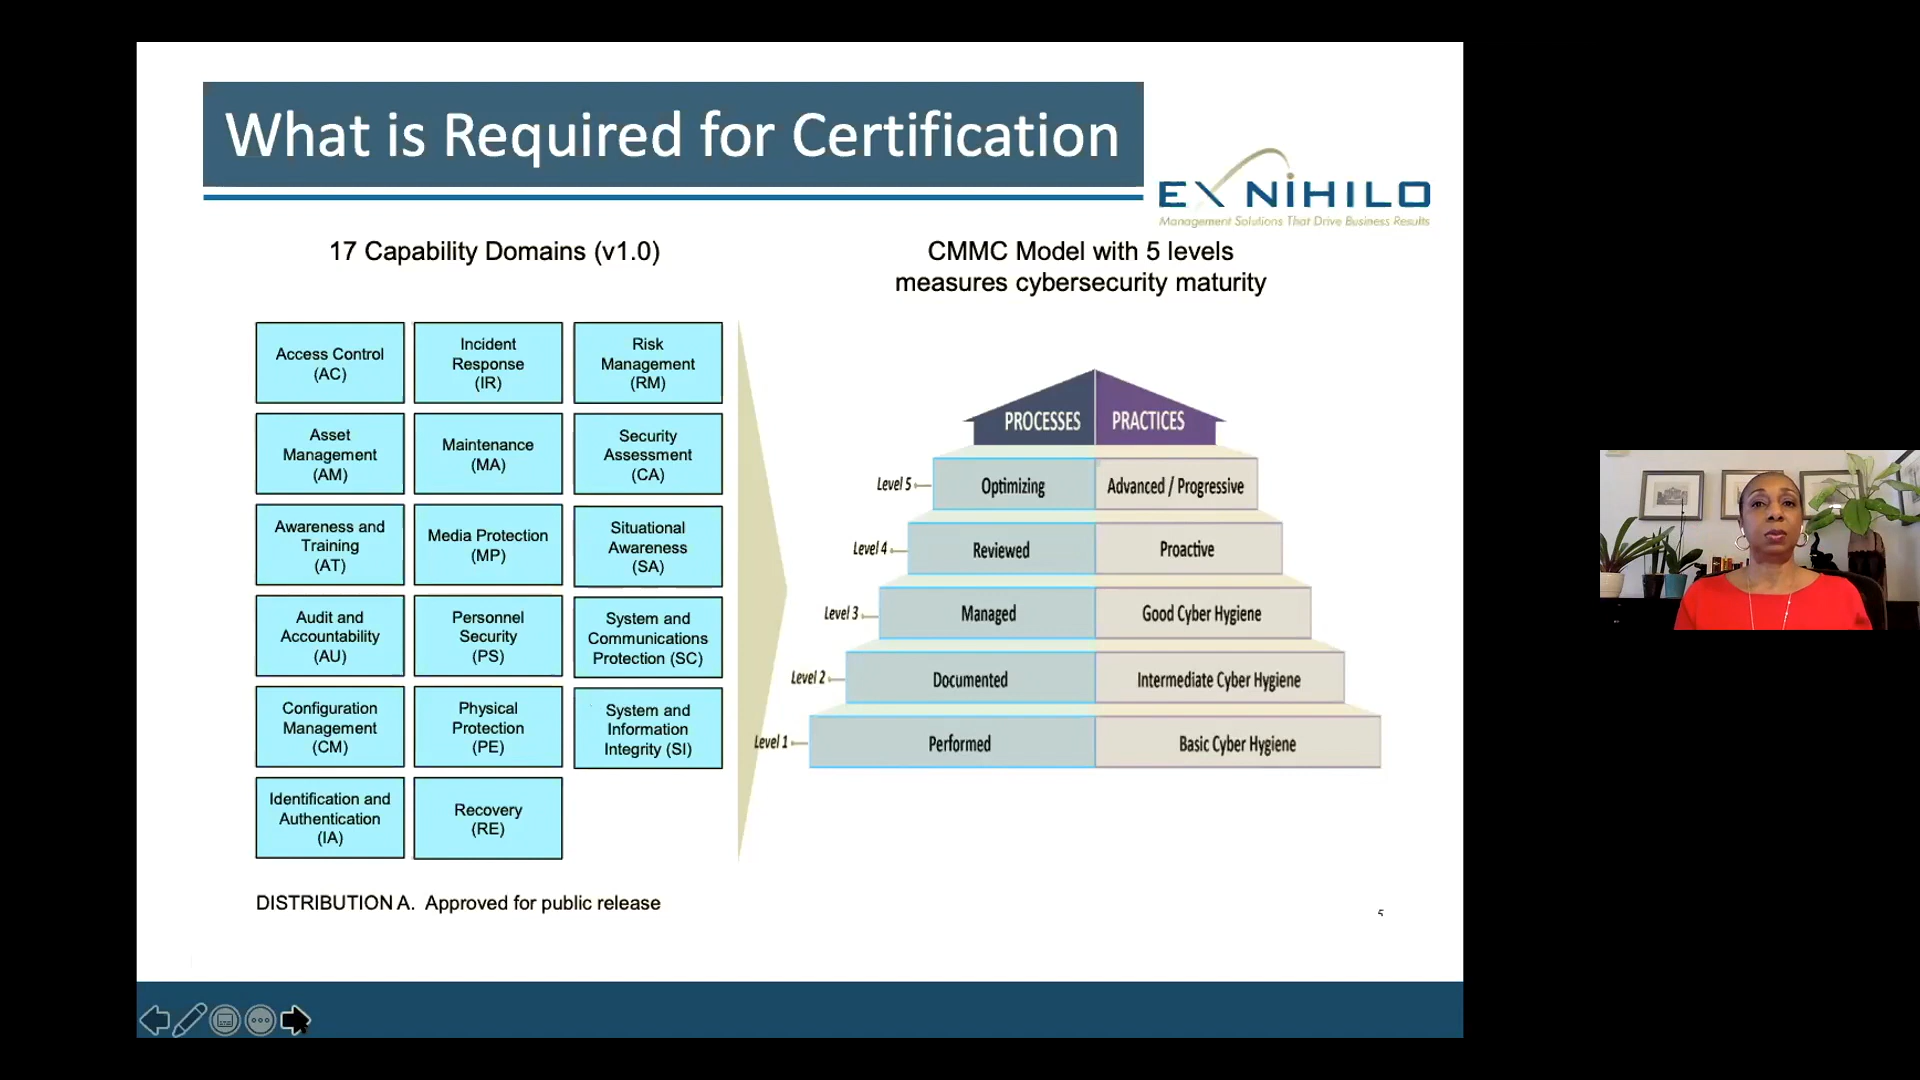 What is Required for Certification
EX NIHILO
Management Solutions That Drive Business Results
17 Capability Domains (v1.0)
Access Control
(AC)
Incident
Response
(IR)
Risk
Management
(RM)
Asset
Management
(AM)
Maintenance
(MA)
Security
Assessment
(CA)
Awareness and
Training
(AT)
Media Protection
(MP)
Situational
Awareness
(SA)
Audit and
Accountability
(AU)
Personnel
Security
(PS)
System and
Communications
Protection (SC)
Configuration
Management
(CM)
Physical
Protection
(PE)
System and
Information
Integrity (SI)
Identification and
Authentication
(IA)
Recovery
(RE)
CMMC Model with 5 levels
measures cybersecurity maturity
PROCESSES PRACTICES
Level 5 Optimizing Advanced / Progressive
Level 4 Reviewed Proactive
Level 3 Managed Good Cyber Hygiene
Level 2 Documented Intermediate Cyber Hygiene
Level 1 Performed Basic Cyber Hygiene
DISTRIBUTION A. Approved for public release
5